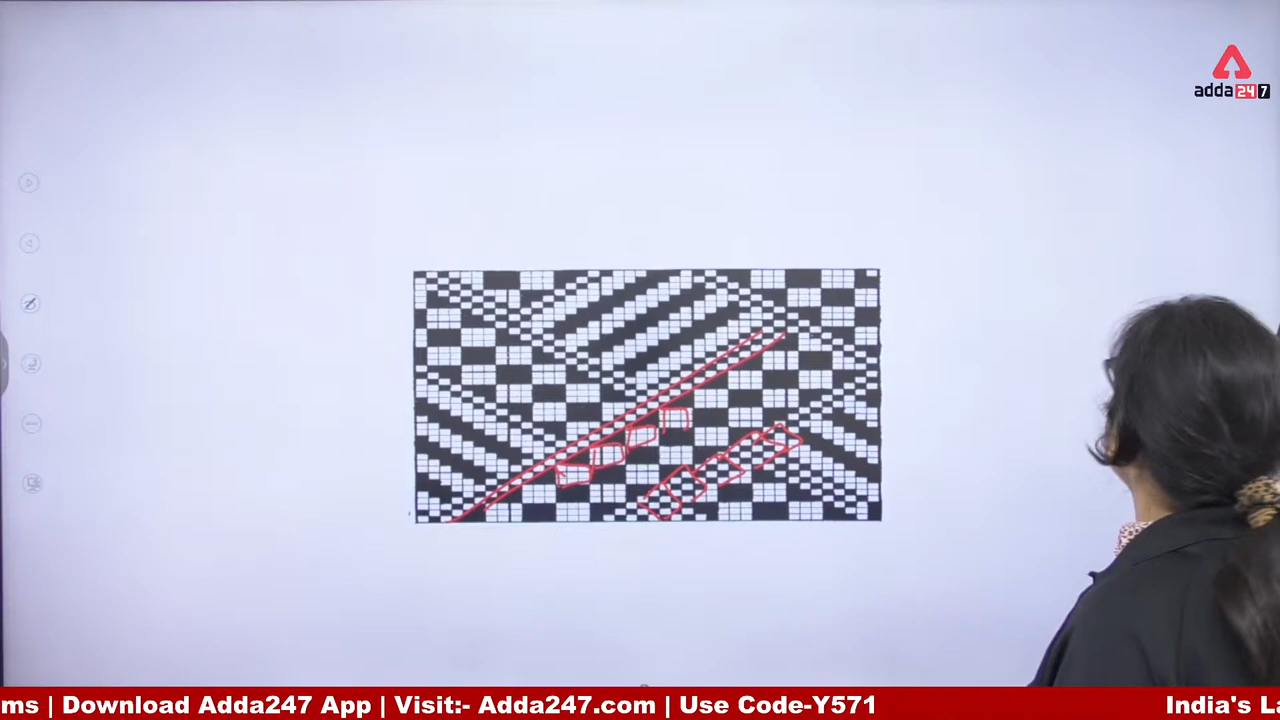 adda247
ms | Download Adda247 App | Visit:- Adda247.com | Use Code-Y571
India's La